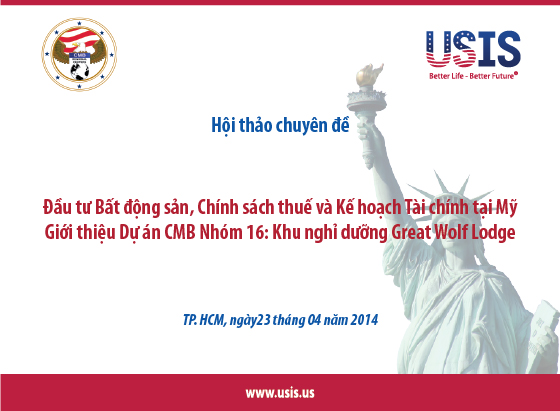 CMB
USIS
Better Life - Better Future
Hội thảo chuyên đề
Đầu tư Bất động sản, Chính sách thuế và Kế hoạch Tài chính tại Mỹ
Giới thiệu Dự án CMB Nhóm 16: Khu nghỉ dưỡng Great Wolf Lodge
TP. HCM, ngày23 tháng 04 năm 2014
www.usis.us